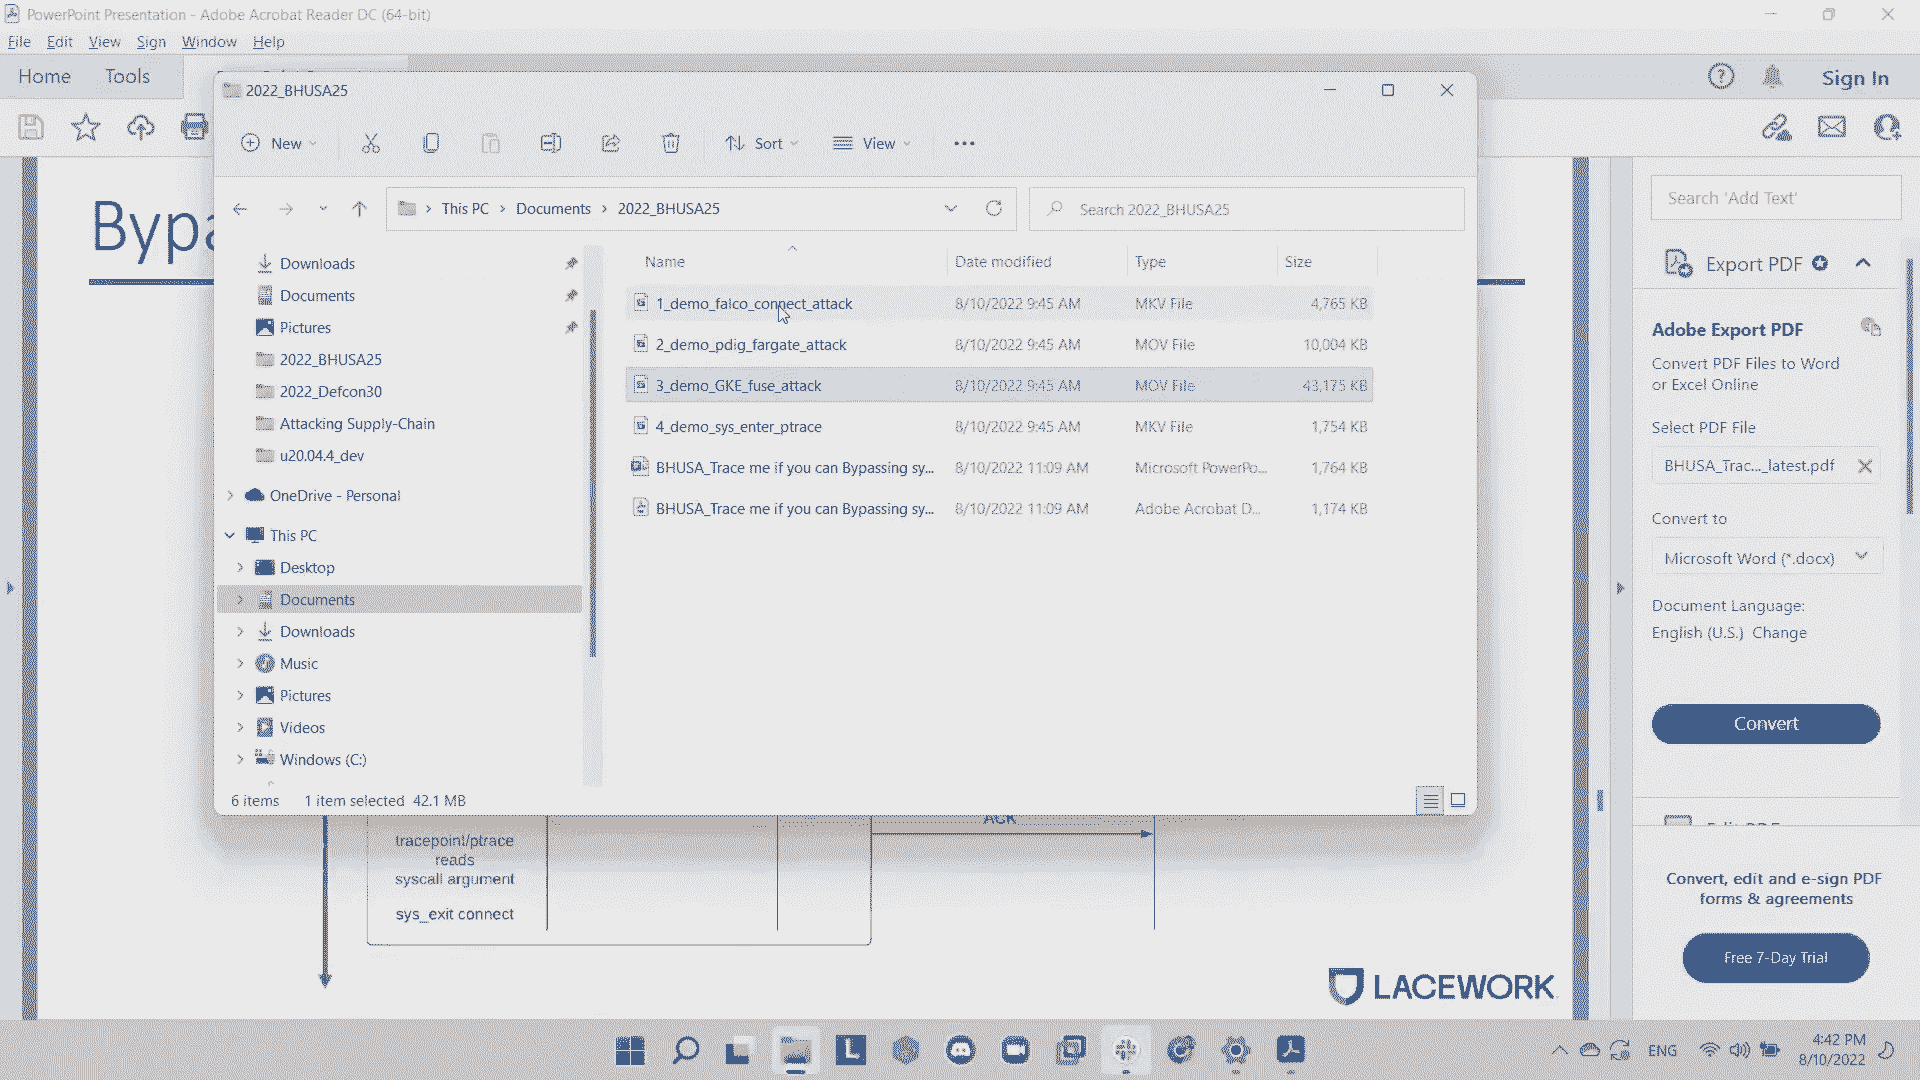 PowerPoint Presentation - Adobe Acrobat Reader DC (64-bit)
File Edit View Sign Window Help
Home Tools
Sign In
2022_BHUSA25
New
Sort
View
This PC > Documents > 2022_BHUSA25
Search 2022_BHUSA25
Search 'Add Text'
Bypa
Downloads
Documents
Pictures
2022_BHUSA25
2022_Defcon30
Attacking Supply-Chain
u20.04.4_dev
OneDrive - Personal
This PC
Desktop
Documents
Downloads
Music
Pictures
Videos
Windows (C:)
Name Date modified Type Size
1_demo_falco_connect_attack 8/10/2022 9:45 AM MKV File 4,765 KB
2_demo_pdig_fargate_attack 8/10/2022 9:45 AM MOV File 10,004 KB
3_demo_GKE_fuse_attack 8/10/2022 9:45 AM MOV File 43,175 KB
4_demo_sys_enter_ptrace 8/10/2022 9:45 AM MKV File 1,754 KB
BHUSA_Trace me if you can Bypassing sy... 8/10/2022 11:09 AM Microsoft PowerPo... 1,764 KB
BHUSA_Trace me if you can Bypassing sy... 8/10/2022 11:09 AM Adobe Acrobat D... 1,174 KB
6 items 1 item selected 42.1 MB
ACK
tracepoint/ptrace
reads
syscall argument
sys_exit connect
LACEWORK
Export PDF
Adobe Export PDF
Convert PDF Files to Word
or Excel Online
Select PDF File
BHUSA_Trac..._latest.pdf
Convert to
Microsoft Word (*.docx)
Document Language:
English (U.S.) Change
Convert
Edit PDF
Convert, edit and e-sign PDF
forms & agreements
Free 7-Day Trial
ENG
4:42 PM
8/10/2022